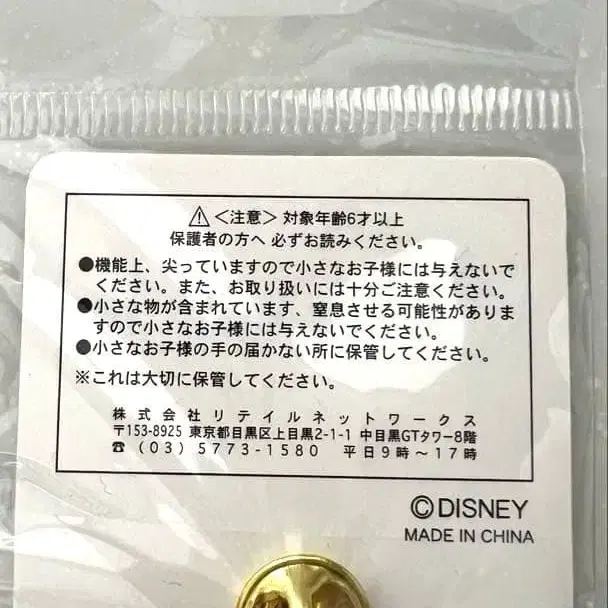 ⚠<注意> 対象年齢6才以上
保護者の方へ 必ずお読みください。
●機能上、尖っていますので小さなお子様には与えないで
ください。また、お取り扱いには十分ご注意ください。
●小さな物が含まれています、窒息させる可能性がありま
すので小さなお子様には与えないでください。
●小さなお子様の手の届かない所に保管してください。
※これは大切に保管してください。
株式会社リテイルネットワークス
〒153-8925 東京都目黒区上目黒2-1-1 中目黒GTタワー8階
☎ (03)5773-1580 平日9時〜17時
©DISNEY
MADE IN CHINA